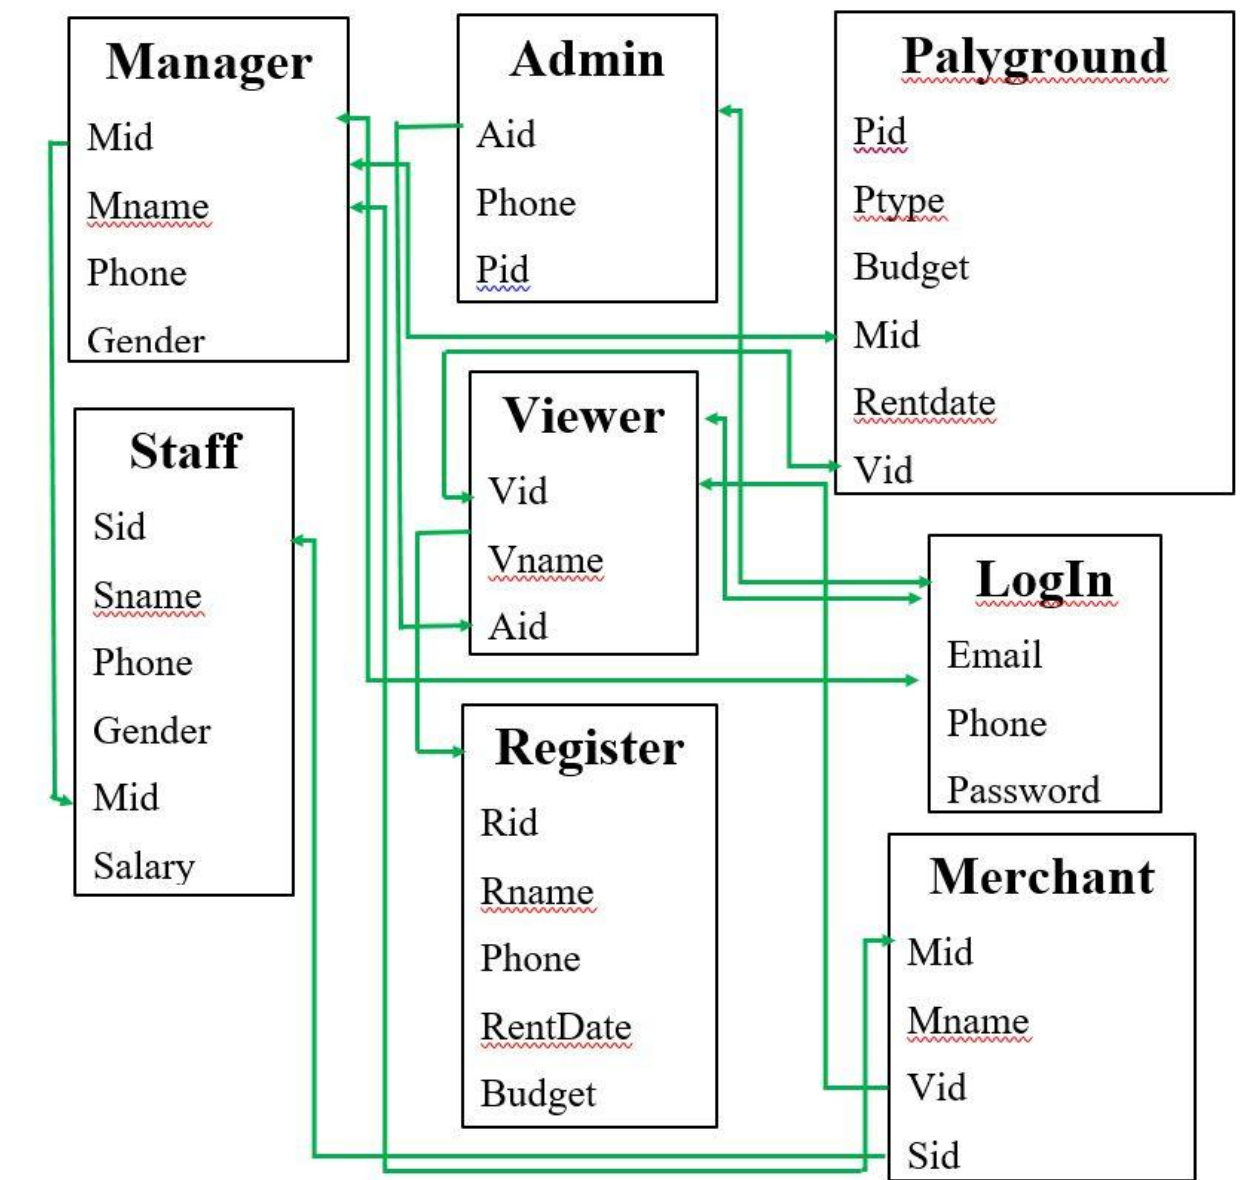 Manager
Mid
Mname
Phone
Gender
Admin
Aid
Phone
Pid
Palyground
Pid
Ptype
Budget
Mid
Rentdate
Vid
Staff
Sid
Sname
Phone
Gender
Mid
Salary
Viewer
Vid
Vname
Aid
LogIn
Email
Phone
Password
Register
Rid
Rname
Phone
RentDate
Budget
Merchant
Mid
Mname
Vid
Sid